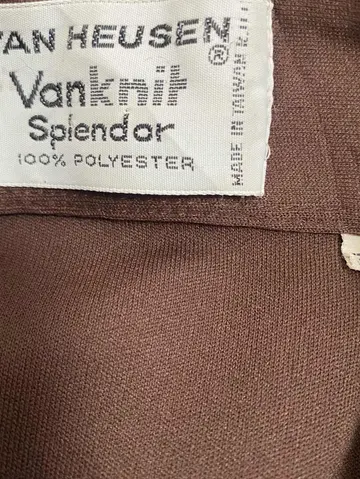 VAN HEUSEN®
Vanknit
Splendor
100% POLYESTER
MADE IN TAIWAN R.O.C.